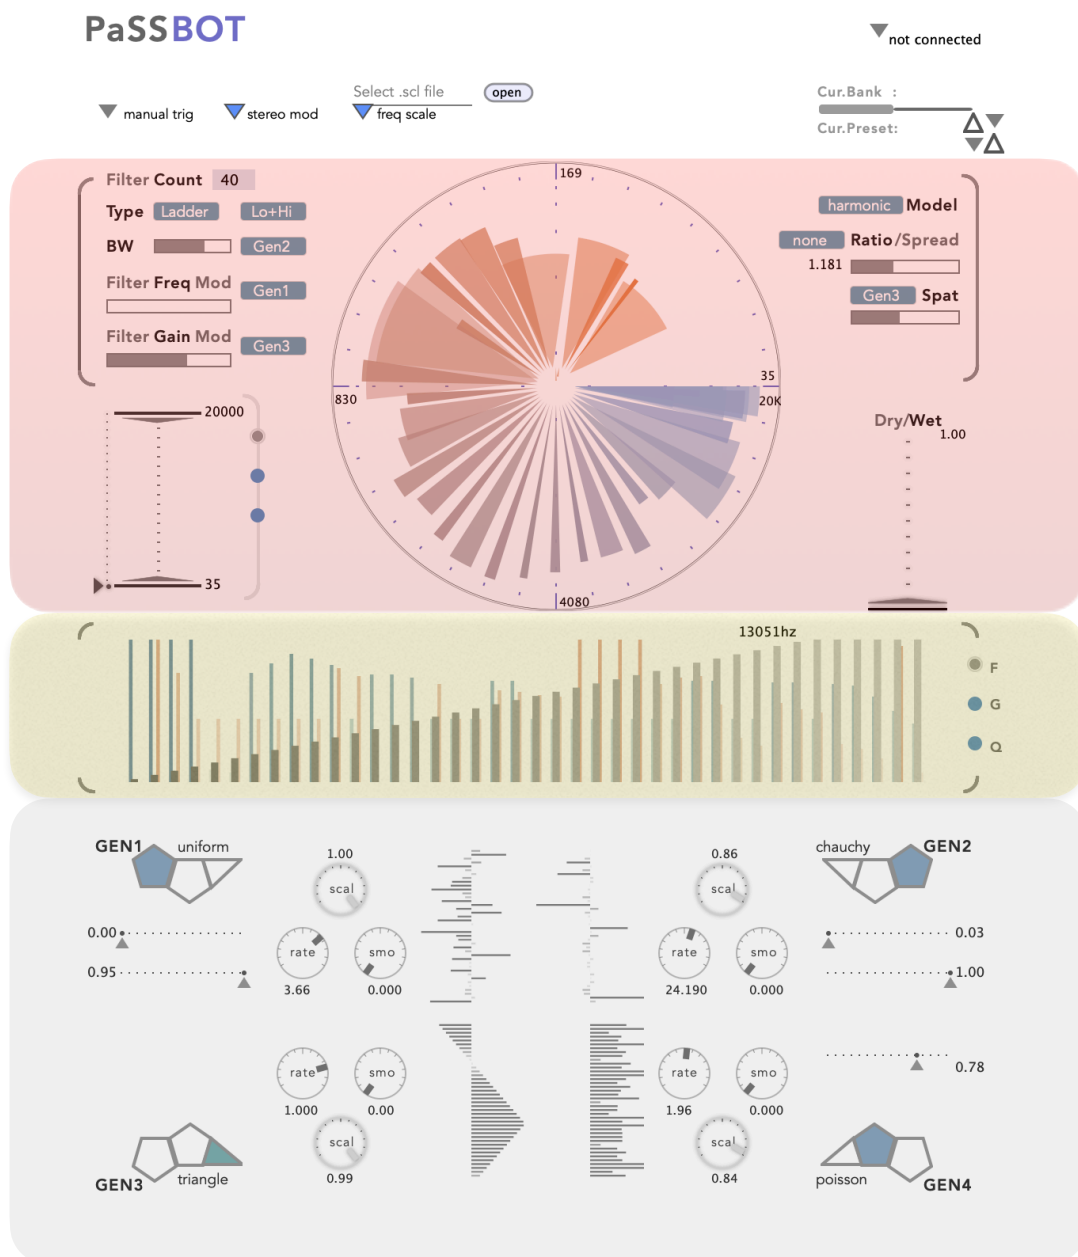 PaSSBOT
not connected
Select .scl file
open
manual trig
stereo mod
freq scale
Cur.Bank :
Cur.Preset:
Filter Count 40
Type Ladder Lo+Hi
BW Gen2
Filter Freq Mod
Gen1
Filter Gain Mod
Gen3
169
35
20K
830
4080
harmonic Model
none Ratio/Spread
1.181
Gen3 Spat
20000
35
Dry/Wet
1.00
13051hz
F
G
Q
GEN1 uniform
1.00
scal
0.00
0.95
rate
smo
3.66
0.000
0.86
scal
chauchy GEN2
rate
smo
24.190
0.000
0.03
1.00
rate
smo
1.000
0.00
scal
0.99
GEN3 triangle
rate
smo
1.96
0.000
scal
0.84
0.78
poisson GEN4